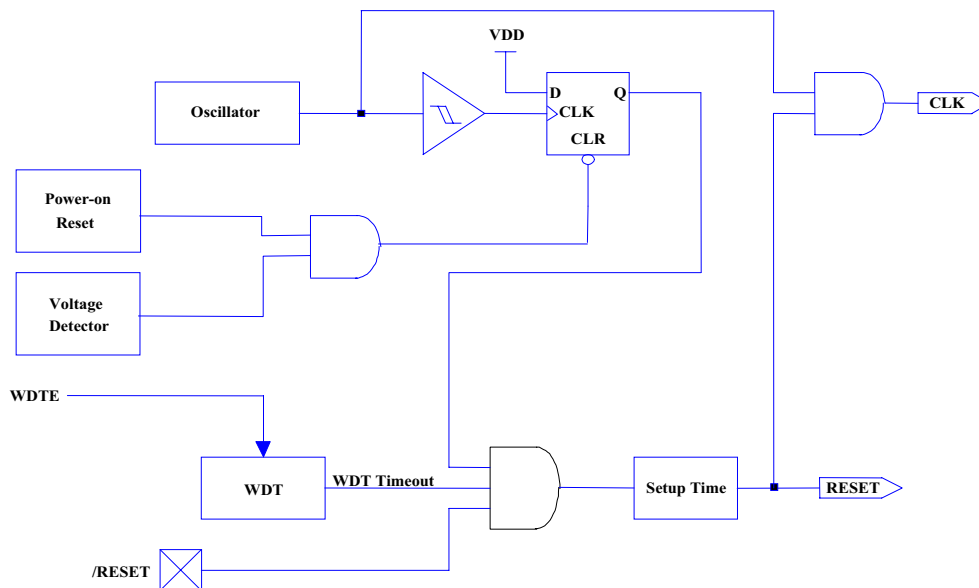 VDD
Oscillator
D
Q
CLK
CLR
CLK
Power-on
Reset
Voltage
Detector
WDTE
WDT
WDT Timeout
Setup Time
RESET
/RESET